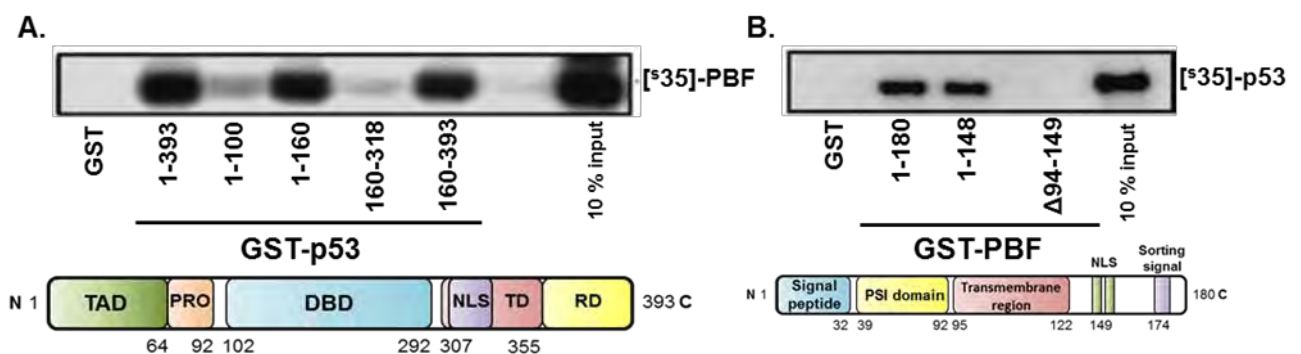 A.
[ˢ35]-PBF
GST
1-393
1-100
1-160
160-318
160-393
10 % input
GST-p53
N 1
TAD
PRO
DBD
NLS
TD
RD
393 C
64
92
102
292
307
355
B.
[ˢ35]-p53
GST
1-180
1-148
Δ94-149
10 % input
GST-PBF
NLS
Sorting
signal
N 1
Signal
peptide
PSI domain
Transmembrane
region
180 C
32
39
92
95
122
149
174